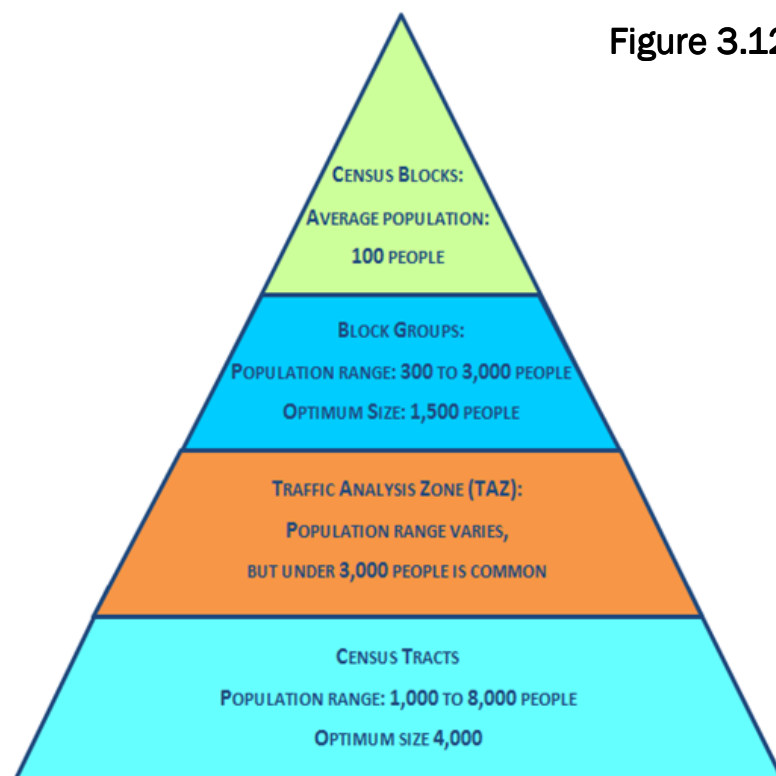 Figure 3.12
CENSUS BLOCKS:
AVERAGE POPULATION:
100 PEOPLE
BLOCK GROUPS:
POPULATION RANGE: 300 TO 3,000 PEOPLE
OPTIMUM SIZE: 1,500 PEOPLE
TRAFFIC ANALYSIS ZONE (TAZ):
POPULATION RANGE VARIES,
BUT UNDER 3,000 PEOPLE IS COMMON
CENSUS TRACTS
POPULATION RANGE: 1,000 TO 8,000 PEOPLE
OPTIMUM SIZE 4,000